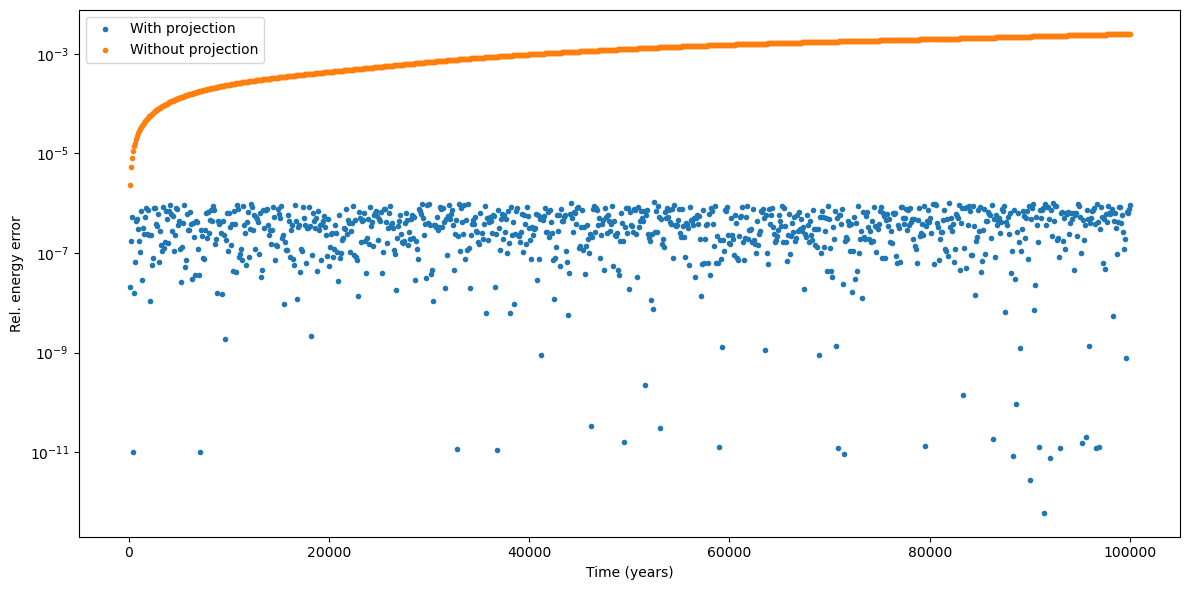 With projection
Without projection
10⁻³
10⁻⁵
10⁻⁷
10⁻⁹
10⁻¹¹
Rel. energy error
0 20000 40000 60000 80000 100000
Time (years)